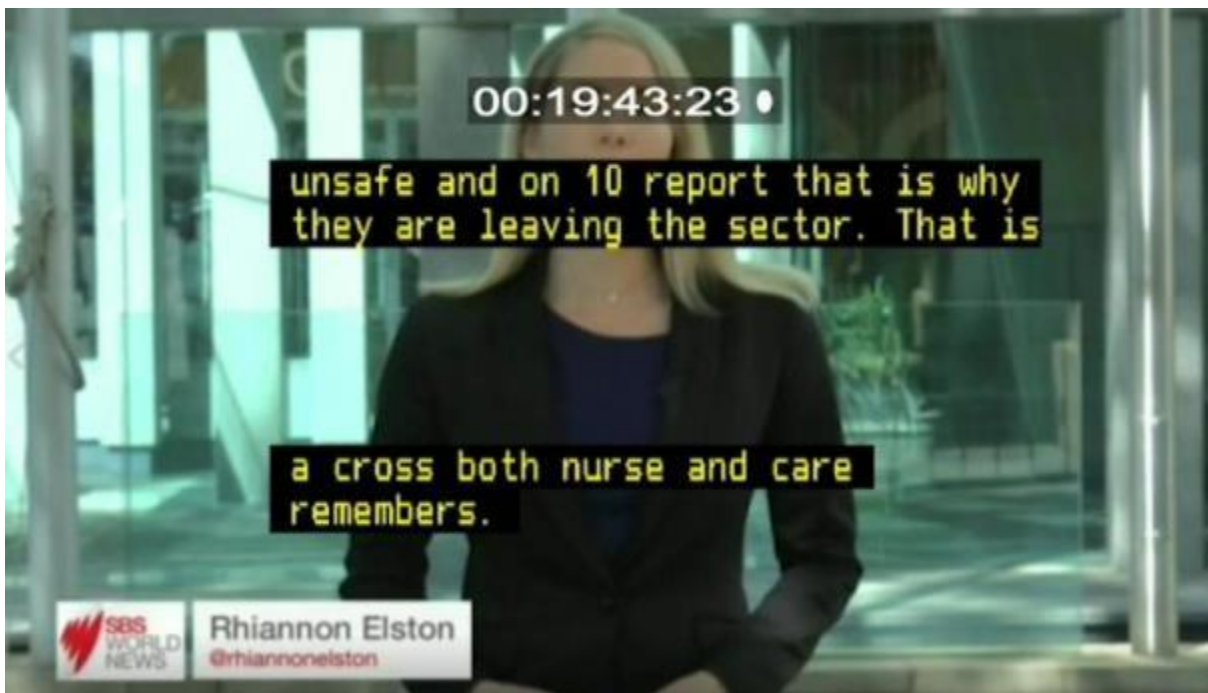 00:19:43:23
unsafe and on 10 report that is why
they are leaving the sector. That is
a cross both nurse and care
remembers.
SBS
WORLD
NEWS
Rhiannon Elston
@rhiannonelston